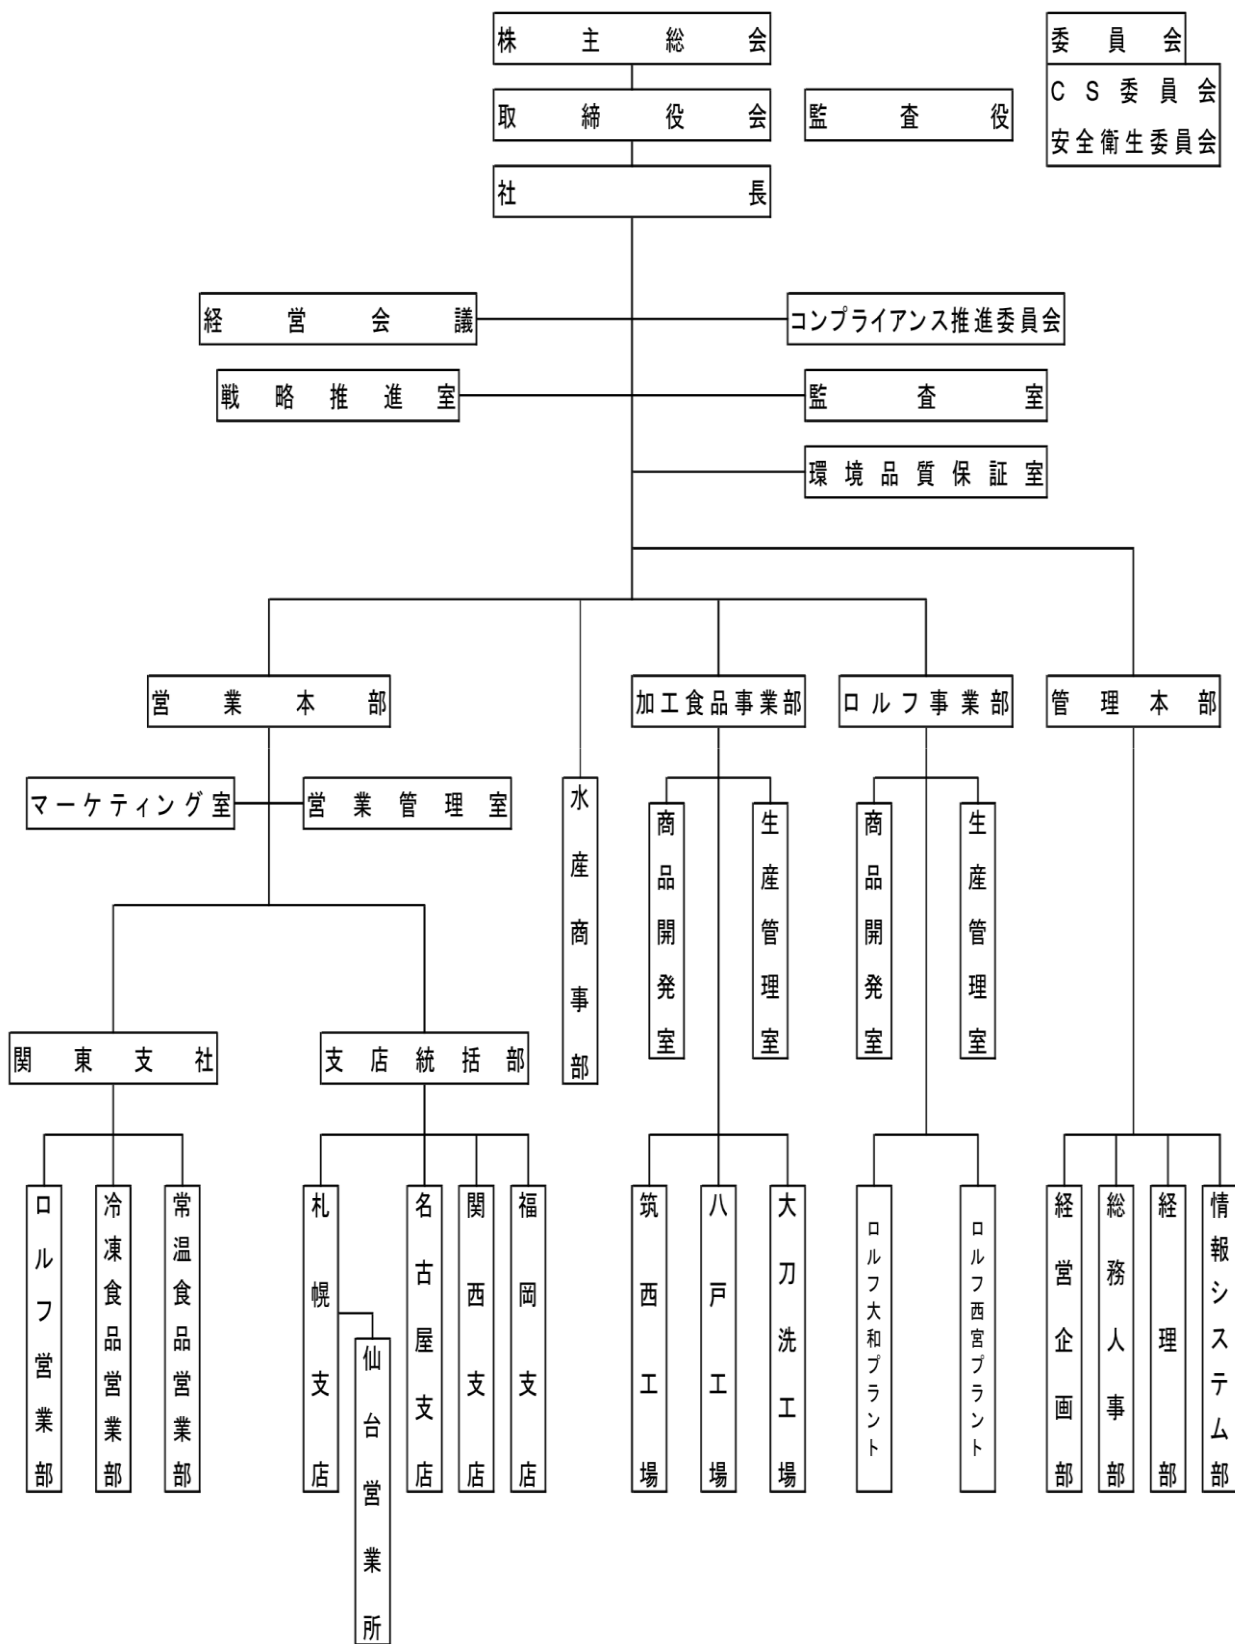 株主総会
委員会
取締役会
監査役
CS委員会
安全衛生委員会
社長
経営会議
コンプライアンス推進委員会
戦略推進室
監査室
環境品質保証室
営業本部
加工食品事業部
ロルフ事業部
管理本部
マーケティング室
営業管理室
水産商事部
商品開発室
生産管理室
商品開発室
生産管理室
関東支社
支店統括部
ロルフ営業部
冷凍食品営業部
常温食品営業部
札幌支店
仙台営業所
名古屋支店
関西支店
福岡支店
筑西工場
八戸工場
大刀洗工場
ロルフ大和プラント
ロルフ西宮プラント
経営企画部
総務人事部
経理部
情報システム部